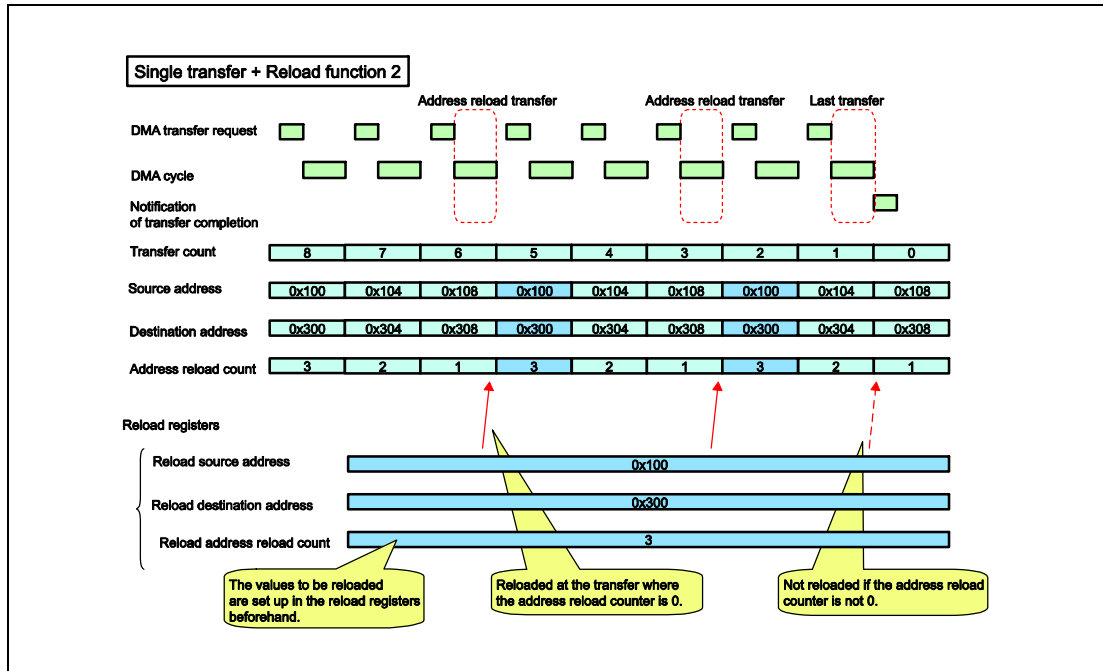 Single transfer + Reload function 2
Address reload transfer Address reload transfer Last transfer
DMA transfer request
DMA cycle
Notification
of transfer completion
Transfer count 8 7 6 5 4 3 2 1 0
Source address 0x100 0x104 0x108 0x100 0x104 0x108 0x100 0x104 0x108
Destination address 0x300 0x304 0x308 0x300 0x304 0x308 0x300 0x304 0x308
Address reload count 3 2 1 3 2 1 3 2 1
Reload registers
Reload source address 0x100
Reload destination address 0x300
Reload address reload count 3
The values to be reloaded
are set up in the reload registers
beforehand.
Reloaded at the transfer where
the address reload counter is 0.
Not reloaded if the address reload
counter is not 0.